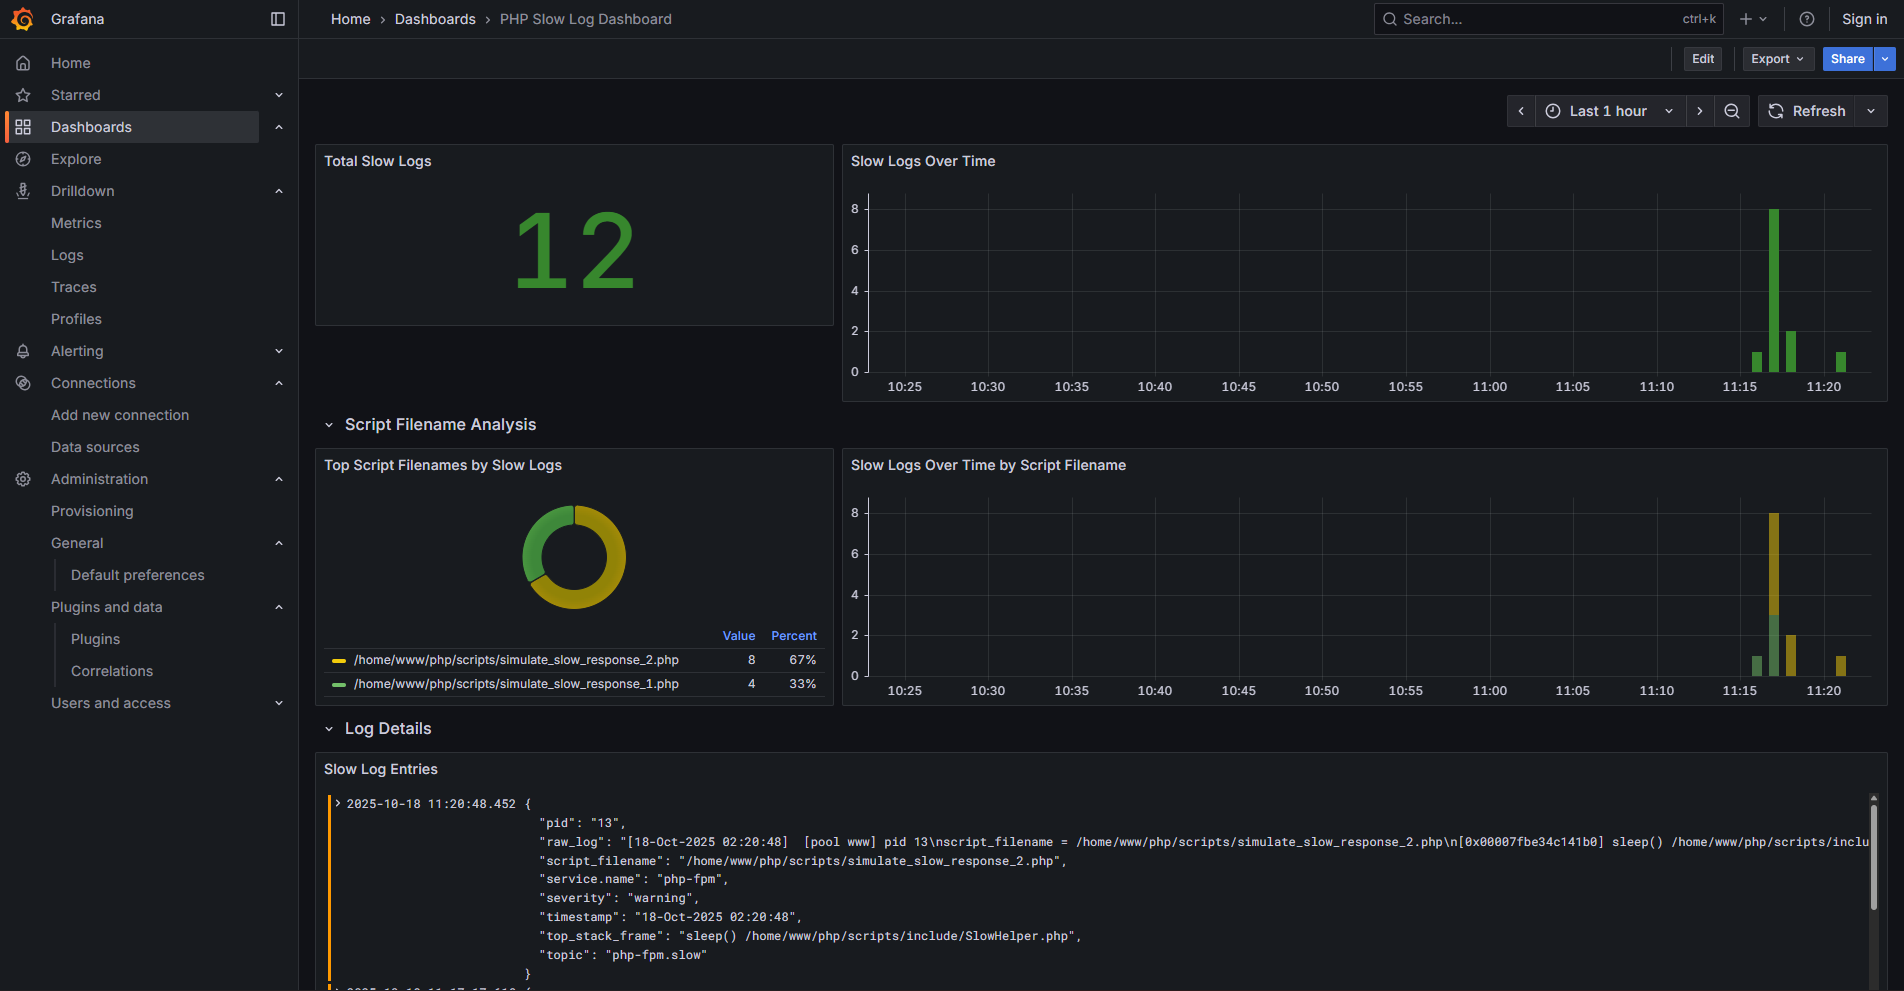 Grafana
Home › Dashboards › PHP Slow Log Dashboard
Search... ctrl+k
Sign in
Edit
Export
Share
Home
Starred
Dashboards
Explore
Drilldown
Metrics
Logs
Traces
Profiles
Alerting
Connections
Add new connection
Data sources
Administration
Provisioning
General
Default preferences
Plugins and data
Plugins
Correlations
Users and access
Last 1 hour
Refresh
Total Slow Logs
12
Slow Logs Over Time
8
6
4
2
0
10:25 10:30 10:35 10:40 10:45 10:50 10:55 11:00 11:05 11:10 11:15 11:20
Script Filename Analysis
Top Script Filenames by Slow Logs
Value Percent
/home/www/php/scripts/simulate_slow_response_2.php 8 67%
/home/www/php/scripts/simulate_slow_response_1.php 4 33%
Slow Logs Over Time by Script Filename
8
6
4
2
0
10:25 10:30 10:35 10:40 10:45 10:50 10:55 11:00 11:05 11:10 11:15 11:20
Log Details
Slow Log Entries
2025-10-18 11:20:48.452 {
"pid": "13",
"raw_log": "[18-Oct-2025 02:20:48]  [pool www] pid 13\nscript_filename = /home/www/php/scripts/simulate_slow_response_2.php\n[0x00007fbe34c141b0] sleep() /home/www/php/scripts/inclu
"script_filename": "/home/www/php/scripts/simulate_slow_response_2.php",
"service.name": "php-fpm",
"severity": "warning",
"timestamp": "18-Oct-2025 02:20:48",
"top_stack_frame": "sleep() /home/www/php/scripts/include/SlowHelper.php",
"topic": "php-fpm.slow"
}